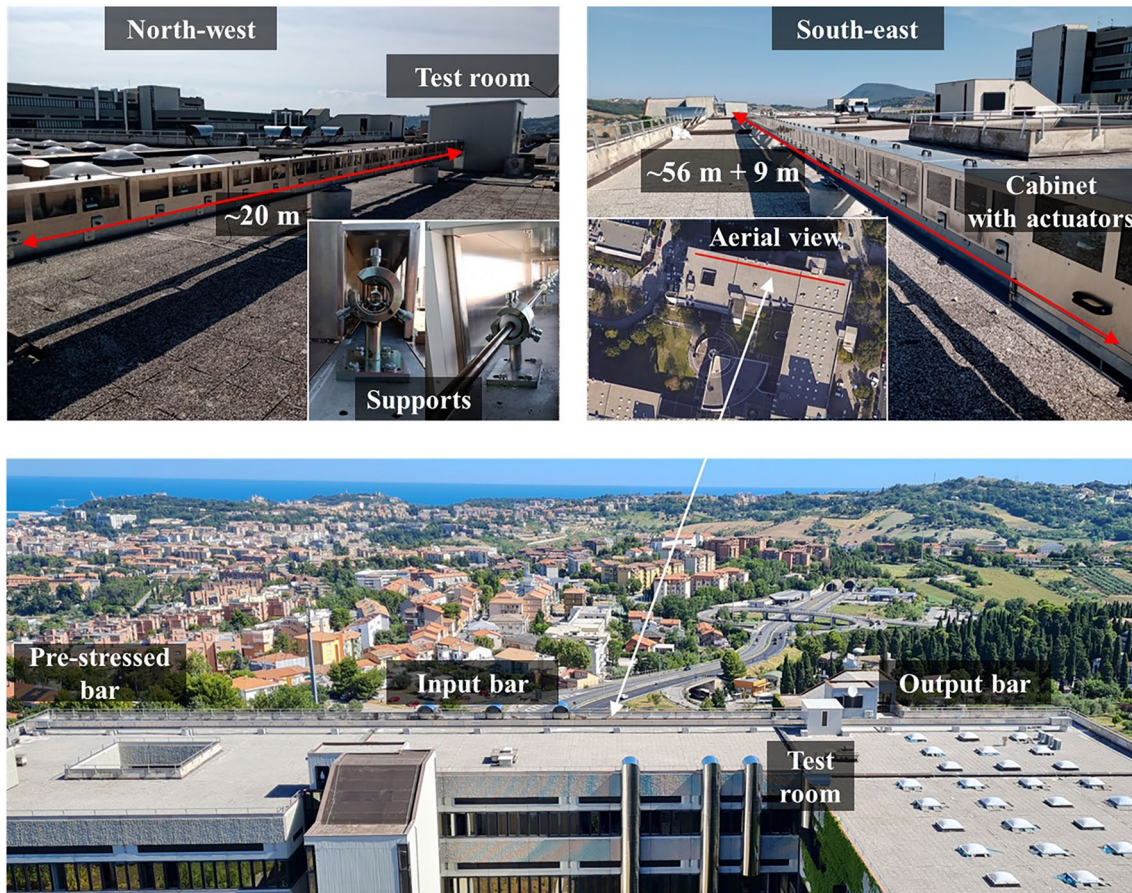 North-west
Test room
~20 m
Supports
South-east
~56 m + 9 m
Cabinet
with actuators
Aerial view
Pre-stressed
bar
Input bar
Output bar
Test
room